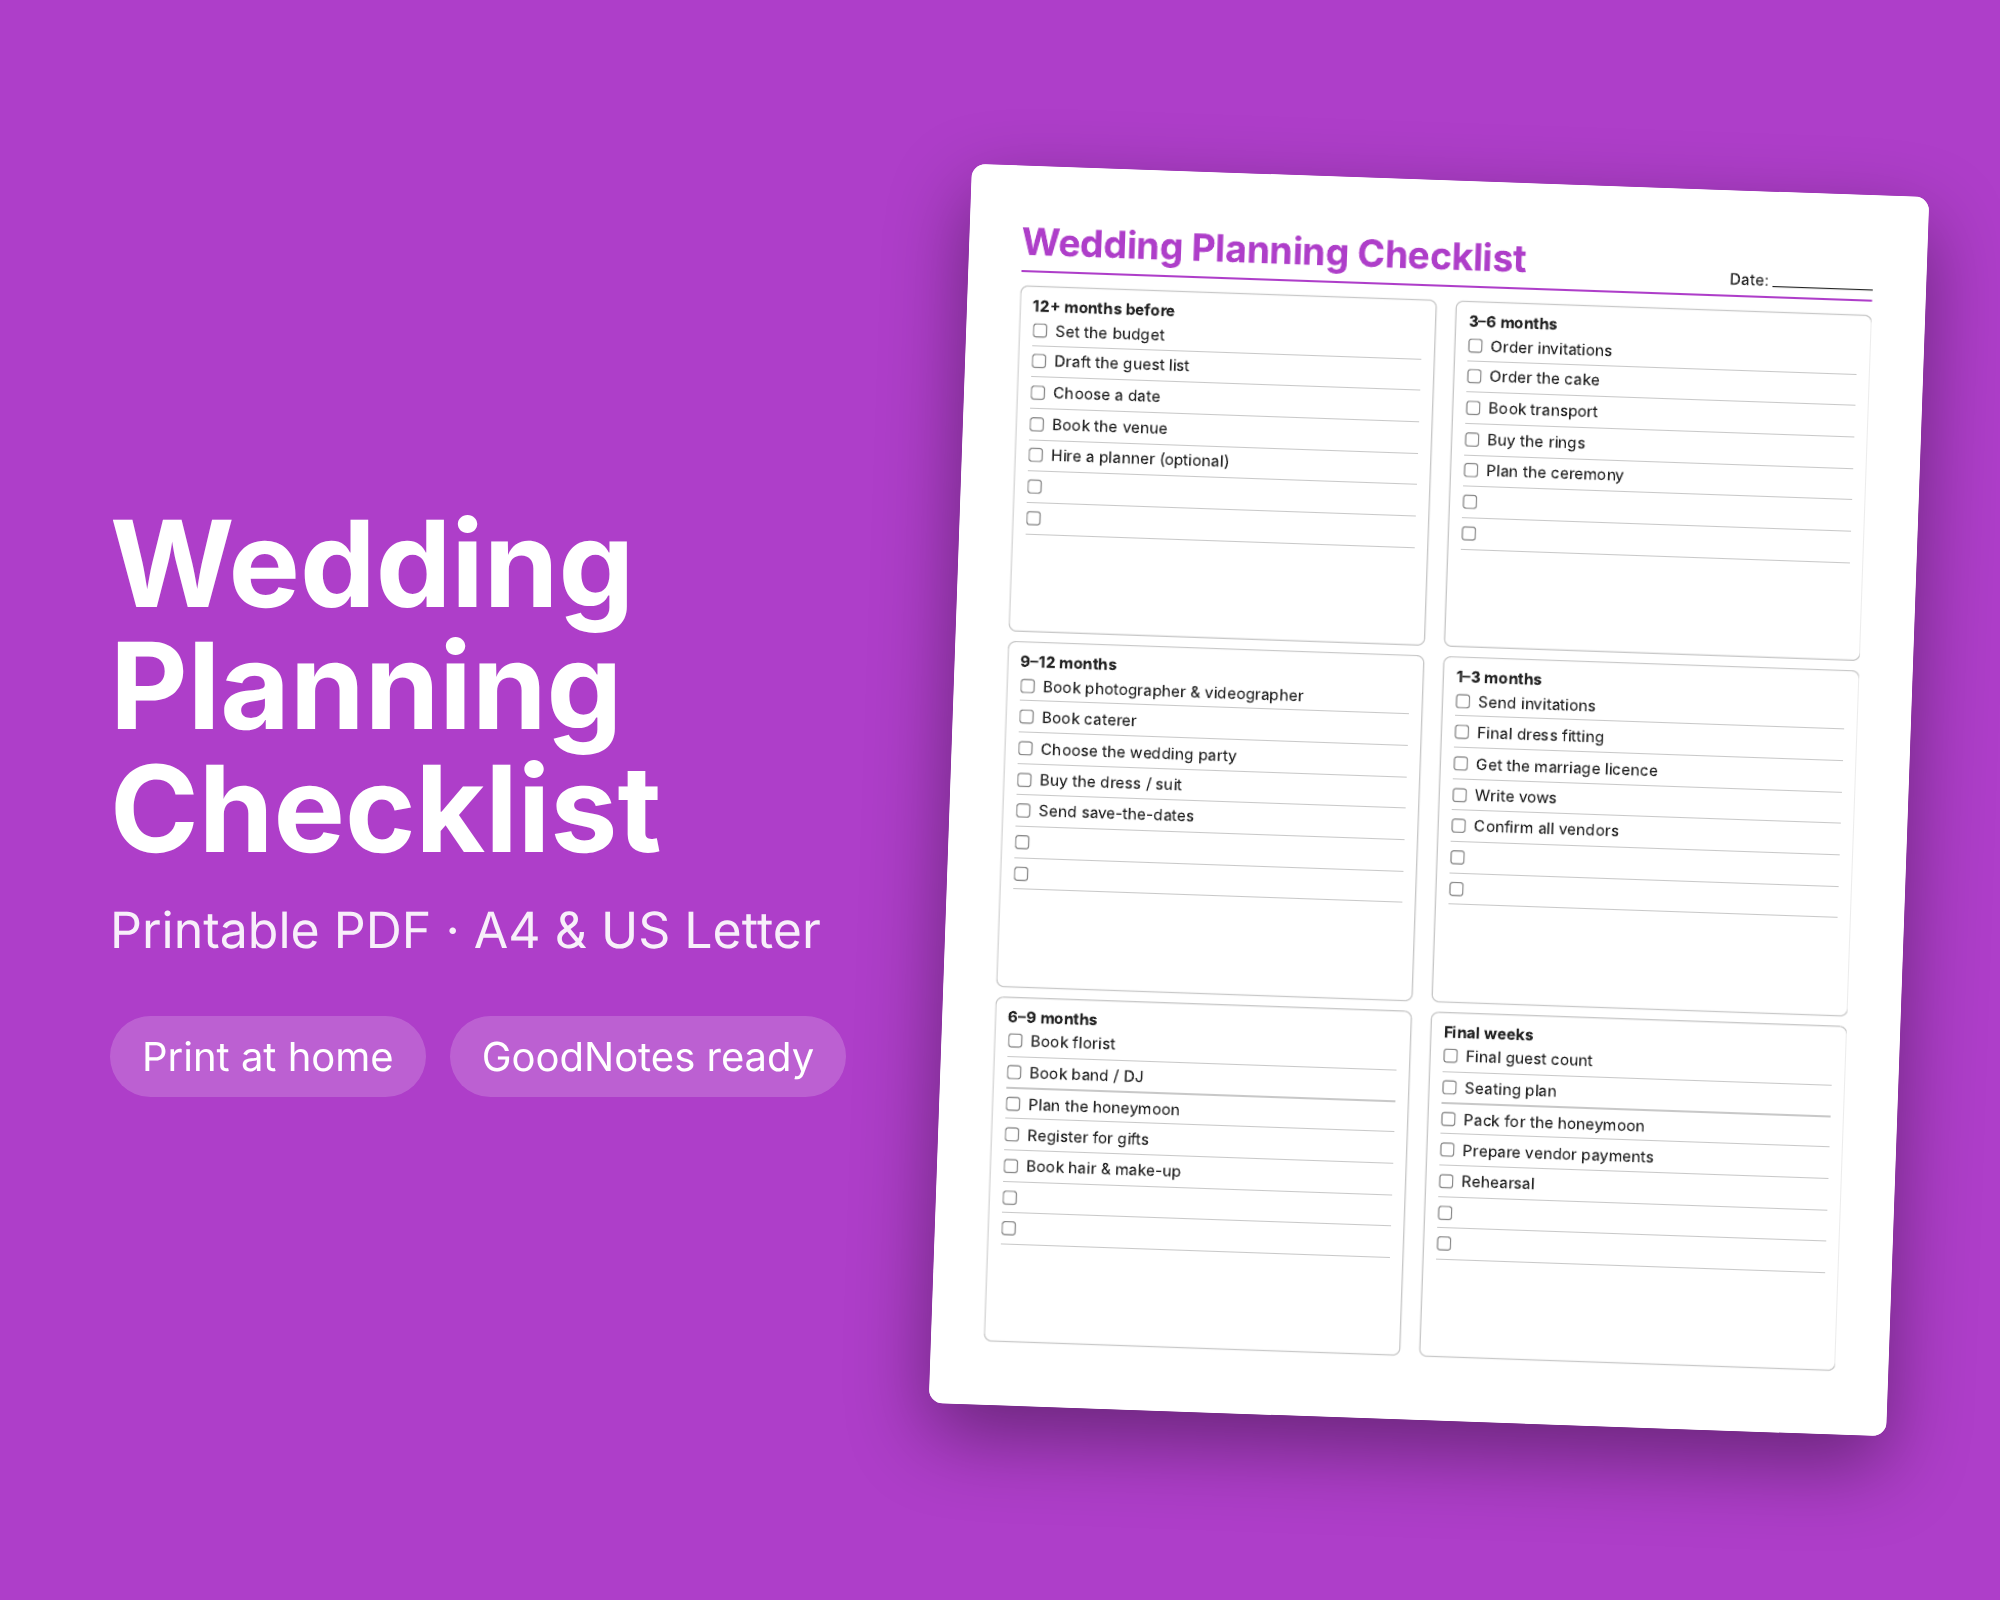 Wedding
Planning
Checklist
Printable PDF · A4 & US Letter
Print at home
GoodNotes ready
Wedding Planning Checklist
Date:
12+ months before
Set the budget
Draft the guest list
Choose a date
Book the venue
Hire a planner (optional)
9–12 months
Book photographer & videographer
Book caterer
Choose the wedding party
Buy the dress / suit
Send save-the-dates
6–9 months
Book florist
Book band / DJ
Plan the honeymoon
Register for gifts
Book hair & make-up
3–6 months
Order invitations
Order the cake
Book transport
Buy the rings
Plan the ceremony
1–3 months
Send invitations
Final dress fitting
Get the marriage licence
Write vows
Confirm all vendors
Final weeks
Final guest count
Seating plan
Pack for the honeymoon
Prepare vendor payments
Rehearsal